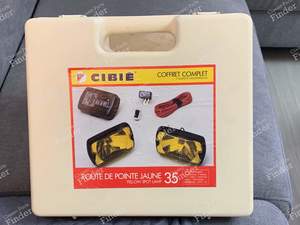 CIBIÉ
COFFRET COMPLET
ROUTE DE POINTE JAUNE 35
YELLOW SPOT LAMP